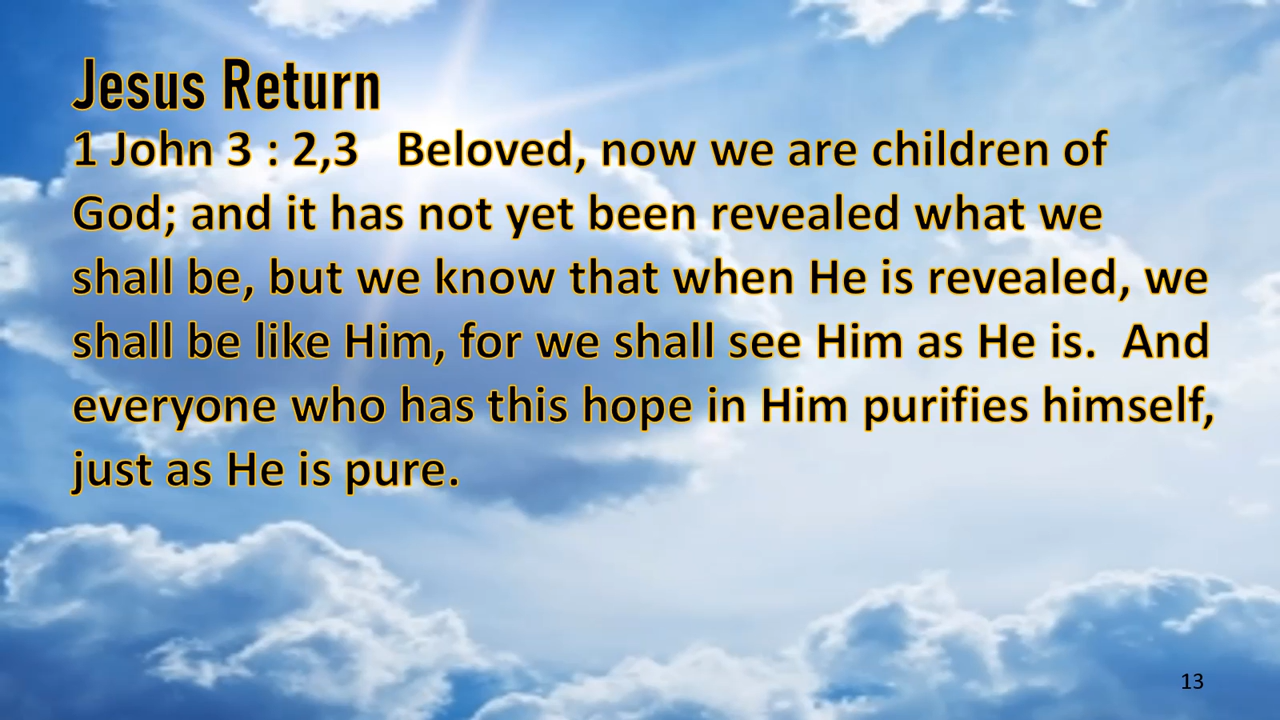 Jesus Return
1 John 3 : 2,3   Beloved, now we are children of
God; and it has not yet been revealed what we
shall be, but we know that when He is revealed, we
shall be like Him, for we shall see Him as He is.  And
everyone who has this hope in Him purifies himself,
just as He is pure.
13